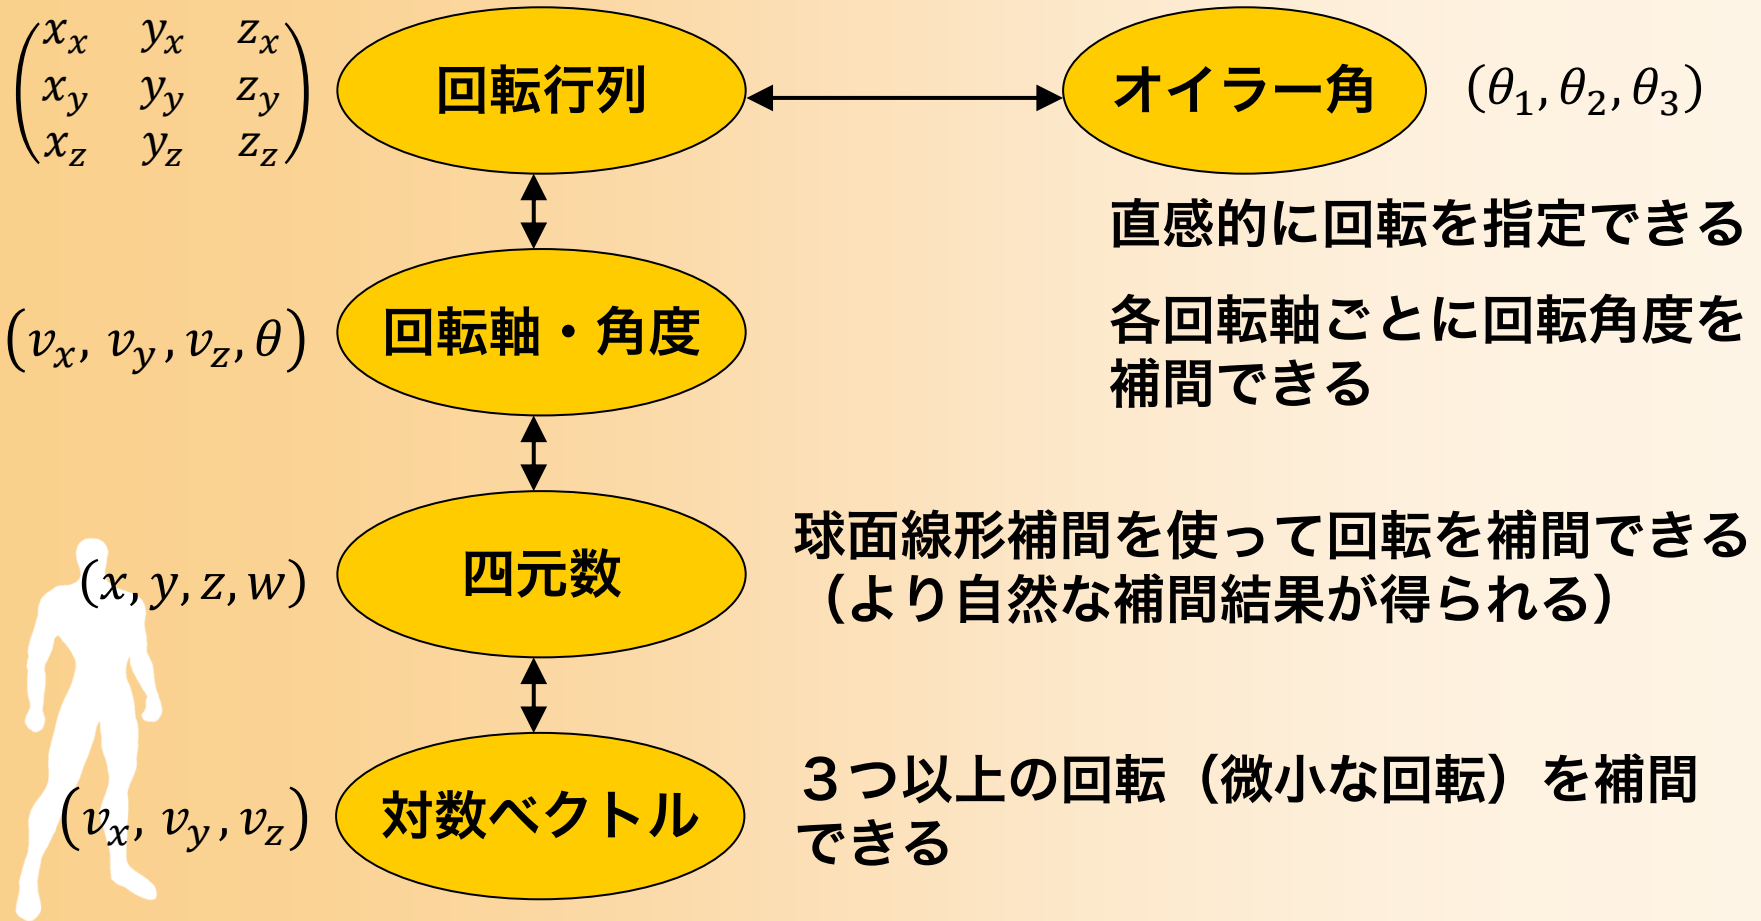 x_x y_x z_x
x_y y_y z_y
x_z y_z z_z
回転行列
オイラー角
(θ_1, θ_2, θ_3)
直感的に回転を指定できる
各回転軸ごとに回転角度を
補間できる
(v_x, v_y, v_z, θ)
回転軸・角度
(x, y, z, w)
四元数
球面線形補間を使って回転を補間できる
（より自然な補間結果が得られる）
(v_x, v_y, v_z)
対数ベクトル
３つ以上の回転（微小な回転）を補間
できる